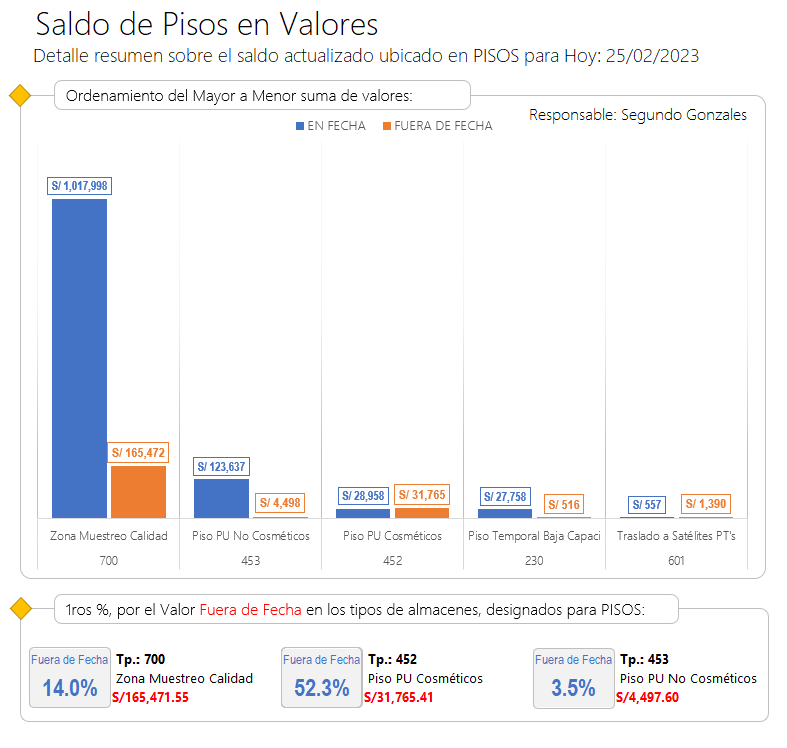 Saldo de Pisos en Valores
Detalle resumen sobre el saldo actualizado ubicado en PISOS para Hoy: 25/02/2023
Ordenamiento del Mayor a Menor suma de valores:
Responsable: Segundo Gonzales
EN FECHA FUERA DE FECHA
S/ 1,017,998
S/ 165,472
S/ 123,637
S/ 4,498
S/ 28,958
S/ 31,765
S/ 27,758
S/ 516
S/ 557
S/ 1,390
Zona Muestreo Calidad Piso PU No Cosméticos Piso PU Cosméticos Piso Temporal Baja Capaci Traslado a Satélites PT's
700 453 452 230 601
1ros %, por el Valor Fuera de Fecha en los tipos de almacenes, designados para PISOS:
Fuera de Fecha
14.0%
Tp.: 700
Zona Muestreo Calidad
S/165,471.55
Fuera de Fecha
52.3%
Tp.: 452
Piso PU Cosméticos
S/31,765.41
Fuera de Fecha
3.5%
Tp.: 453
Piso PU No Cosméticos
S/4,497.60